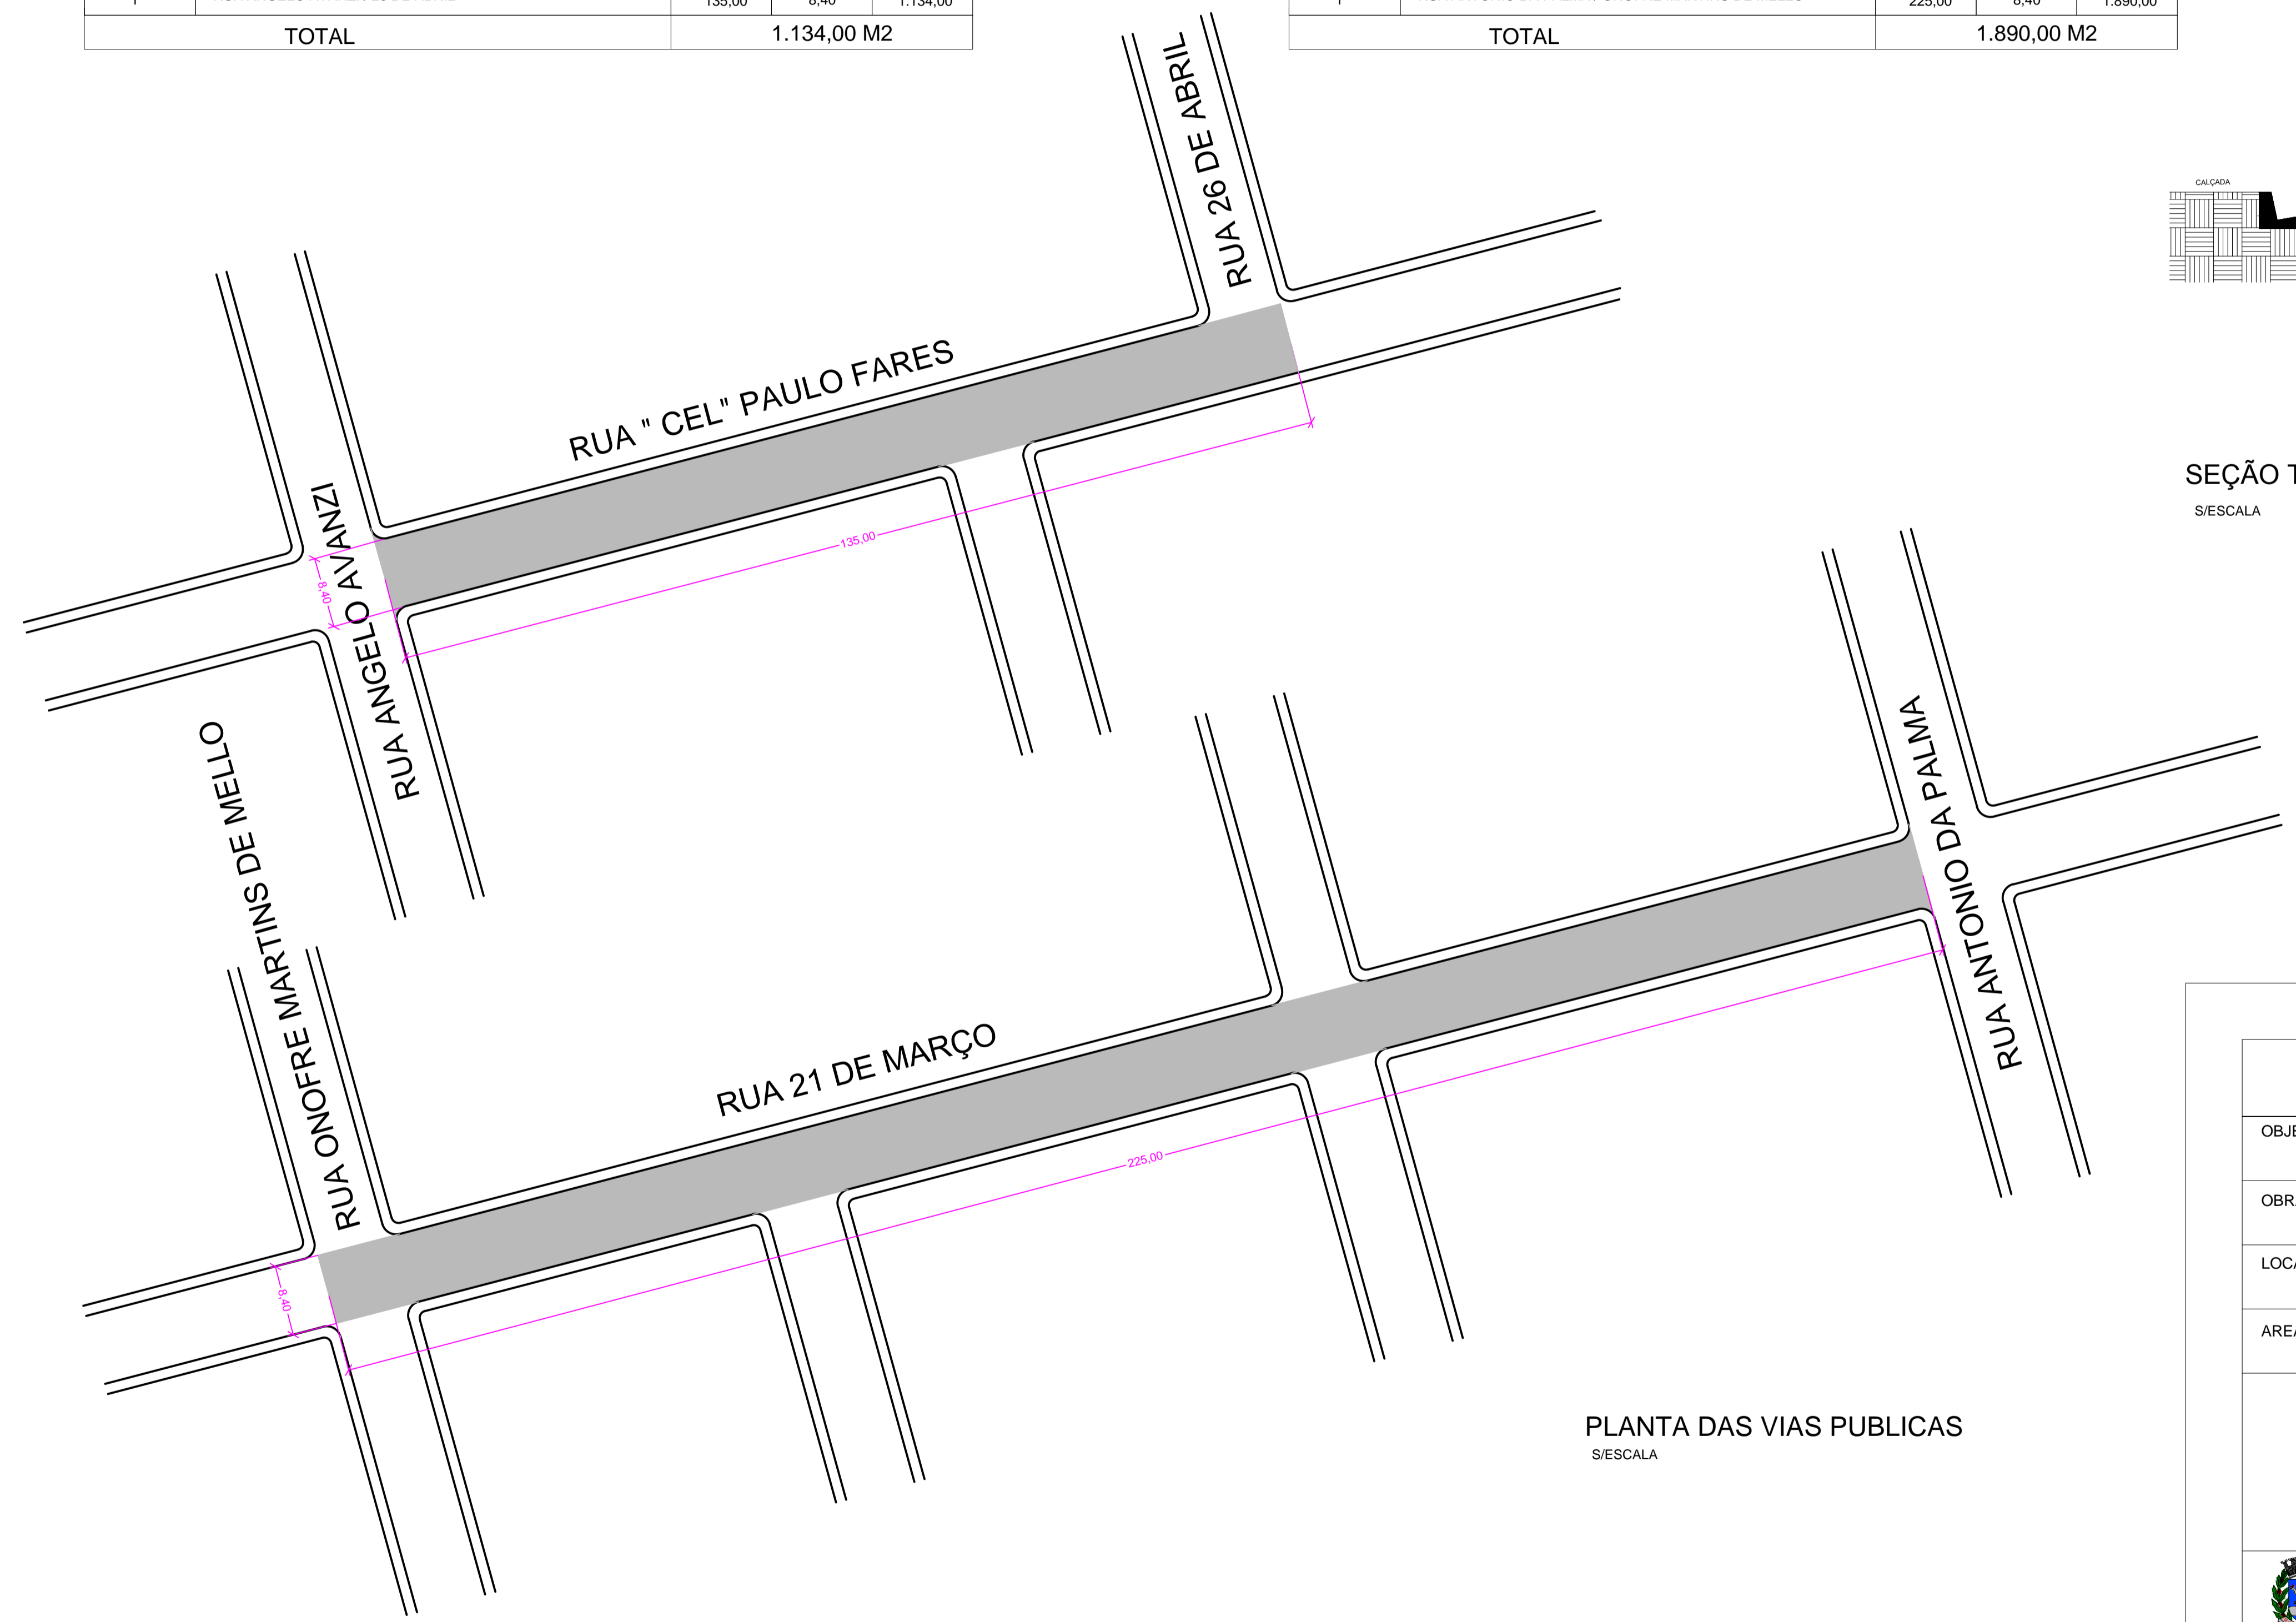 135,00 8,40 1.134,00
TOTAL 1.134,00 M2
225,00 8,40 1.890,00
TOTAL 1.890,00 M2
RUA 26 DE ABRIL
CALÇADA
RUA " CEL" PAULO FARES
SEÇÃO T
S/ESCALA
RUA ANGELO AVANZI
135,00
8,40
RUA ANTONIO DA PALMA
RUA ONOFRE MARTINS DE MELLO
RUA 21 DE MARÇO
225,00
8,40
OBJE
OBR
LOCA
AREA
PLANTA DAS VIAS PUBLICAS
S/ESCALA